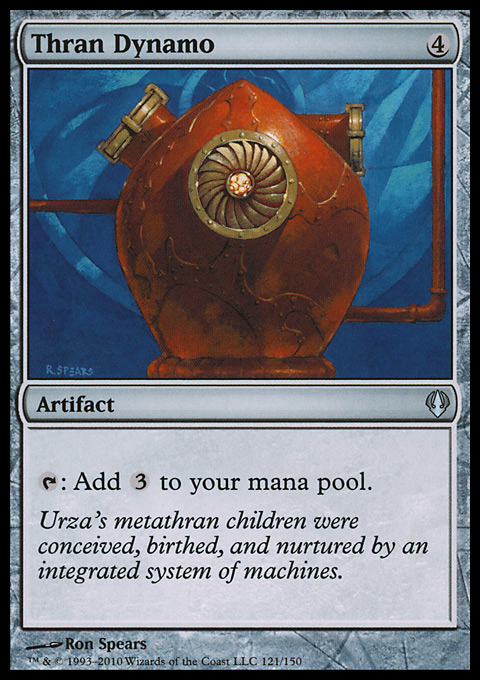 Thran Dynamo 4
R. SPEARS
Artifact
: Add 3 to your mana pool.
Urza's metathran children were
conceived, birthed, and nurtured by an
integrated system of machines.
Ron Spears
™ & © 1993–2010 Wizards of the Coast LLC 121/150